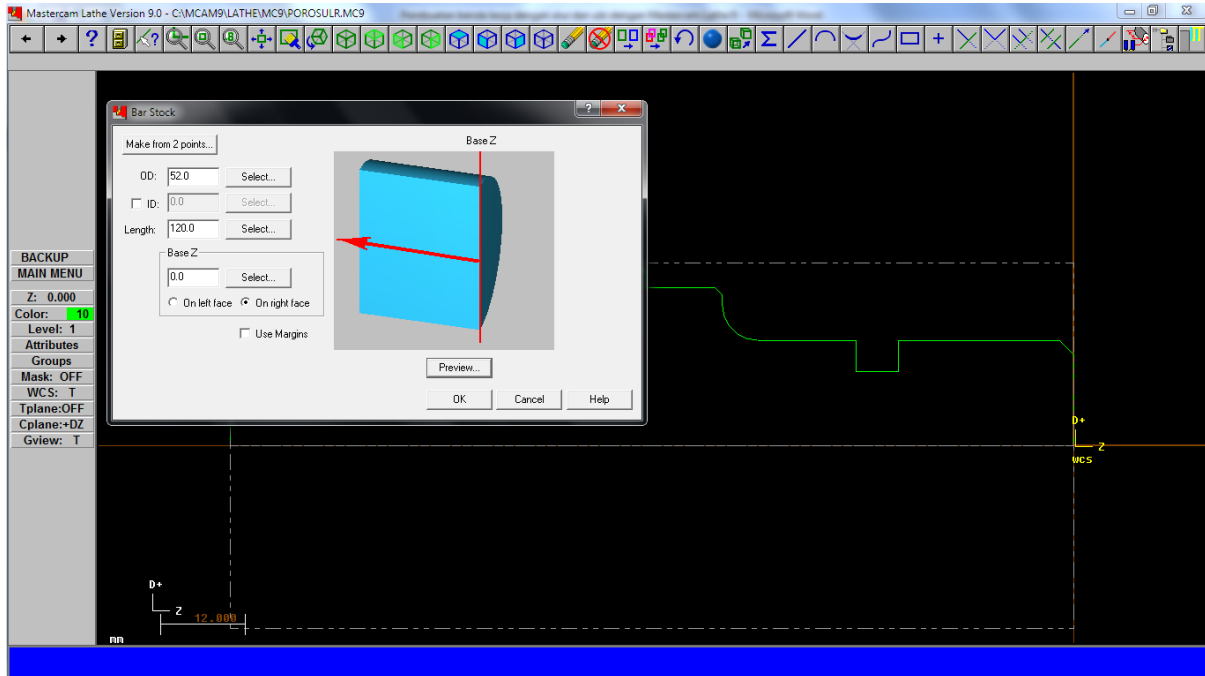 Mastercam Lathe Version 9.0 - C:\MCAM9\LATHE\MC9\POROSULR.MC9
Bar Stock
Make from 2 points...
Base Z
OD: 52.0 Select...
ID: 0.0 Select...
Length: 120.0 Select...
Base Z
0.0 Select...
On left face On right face
Use Margins
Preview...
OK Cancel Help
BACKUP
MAIN MENU
Z: 0.000
Color: 10
Level: 1
Attributes
Groups
Mask: OFF
WCS: T
Tplane:OFF
Cplane:+DZ
Gview: T
D+
Z
WCS
D+
Z
12.000
mm